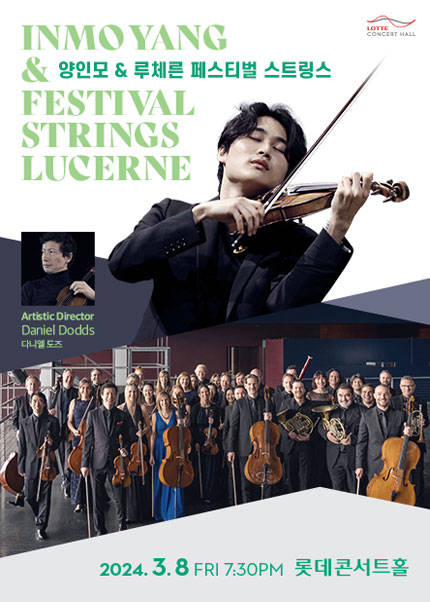 LOTTE
CONCERT HALL
INMO YANG
& 양인모 & 루체른 페스티벌 스트링스
FESTIVAL
STRINGS
LUCERNE
Artistic Director
Daniel Dodds
다니엘 도즈
2024. 3. 8 FRI 7:30PM 롯데콘서트홀